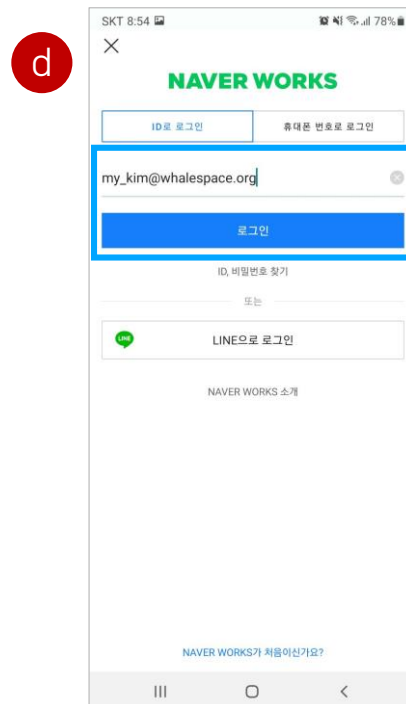 d
SKT 8:54 78%
NAVER WORKS
ID로 로그인 휴대폰 번호로 로그인
my_kim@whalespace.org
로그인
ID, 비밀번호 찾기
또는
LINE LINE으로 로그인
NAVER WORKS 소개
NAVER WORKS가 처음이신가요?